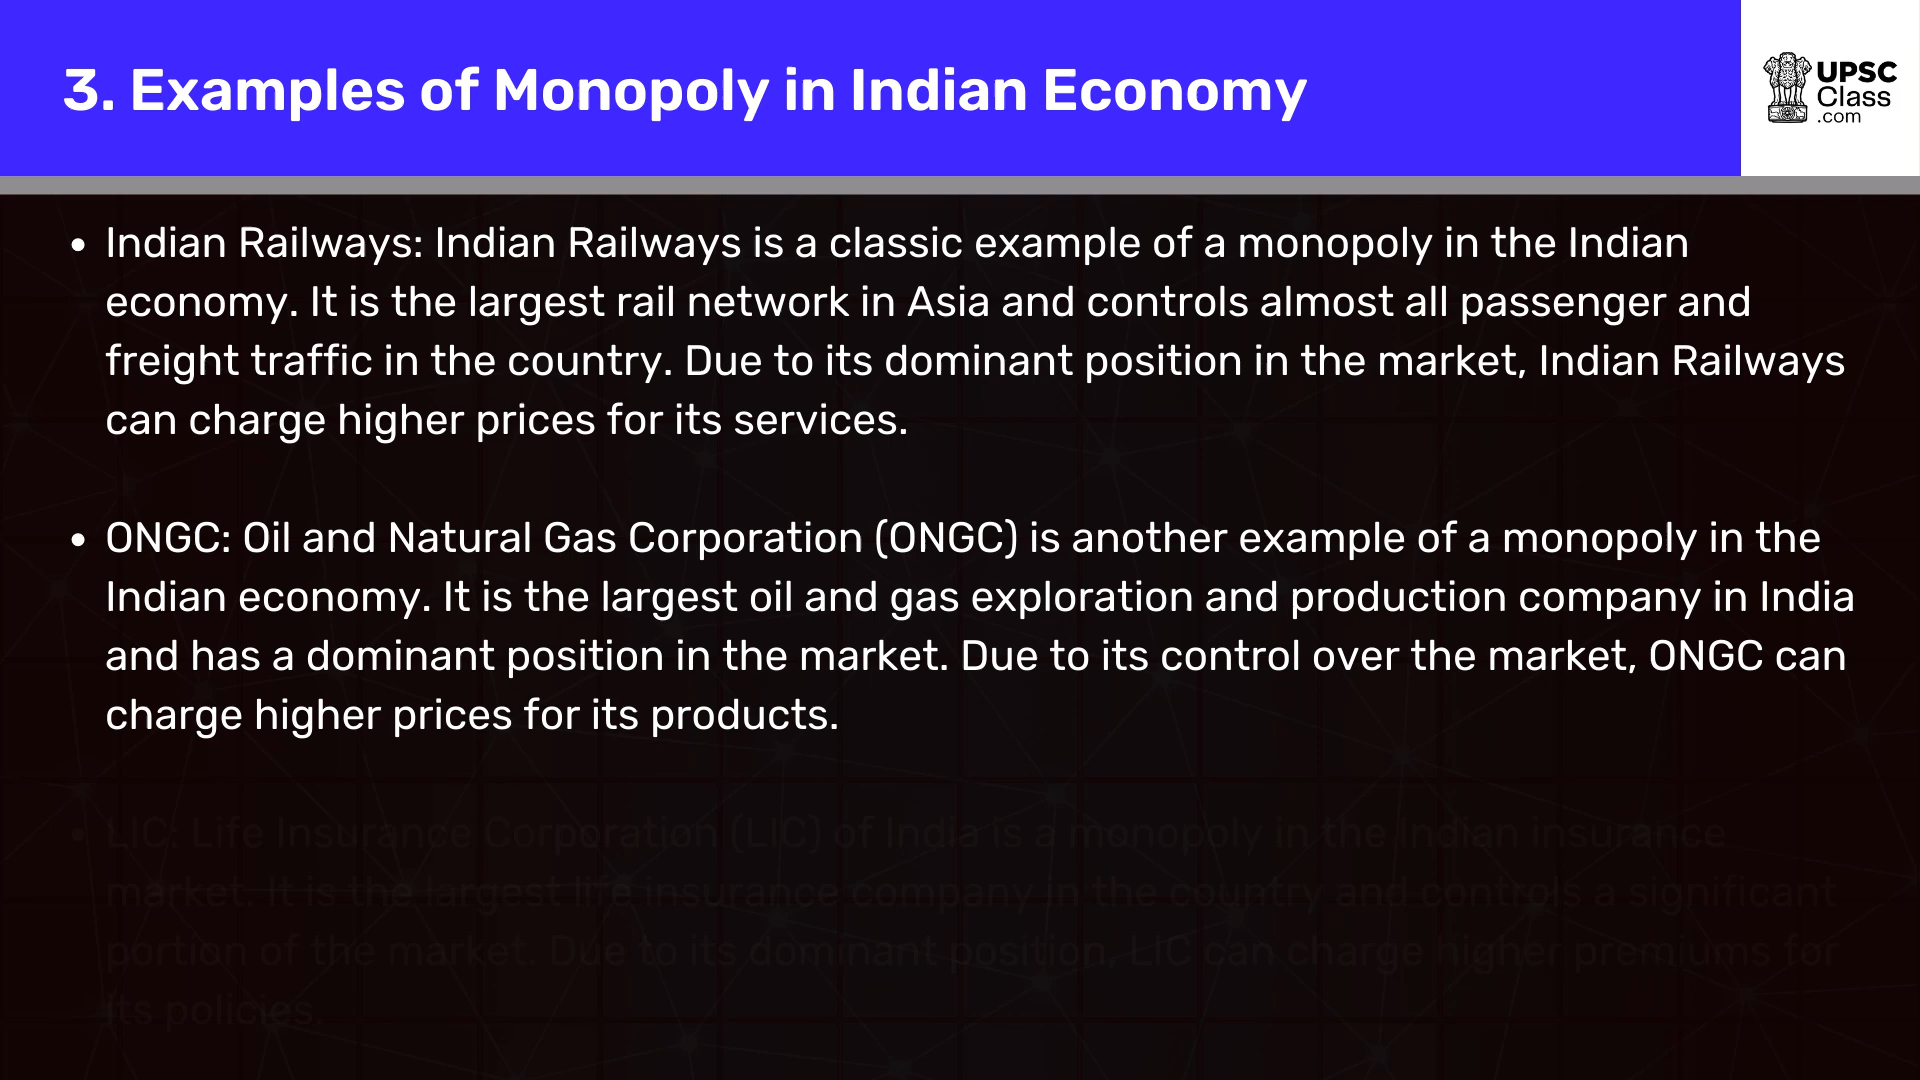 3. Examples of Monopoly in Indian Economy
UPSC
Class
.com
• Indian Railways: Indian Railways is a classic example of a monopoly in the Indian
economy. It is the largest rail network in Asia and controls almost all passenger and
freight traffic in the country. Due to its dominant position in the market, Indian Railways
can charge higher prices for its services.
• ONGC: Oil and Natural Gas Corporation (ONGC) is another example of a monopoly in the
Indian economy. It is the largest oil and gas exploration and production company in India
and has a dominant position in the market. Due to its control over the market, ONGC can
charge higher prices for its products.
• LIC: Life Insurance Corporation (LIC) of India is a monopoly in the Indian insurance
market. It is the largest life insurance company in the country and controls a significant
portion of the market. Due to its dominant position, LIC can charge higher premiums for
its policies.